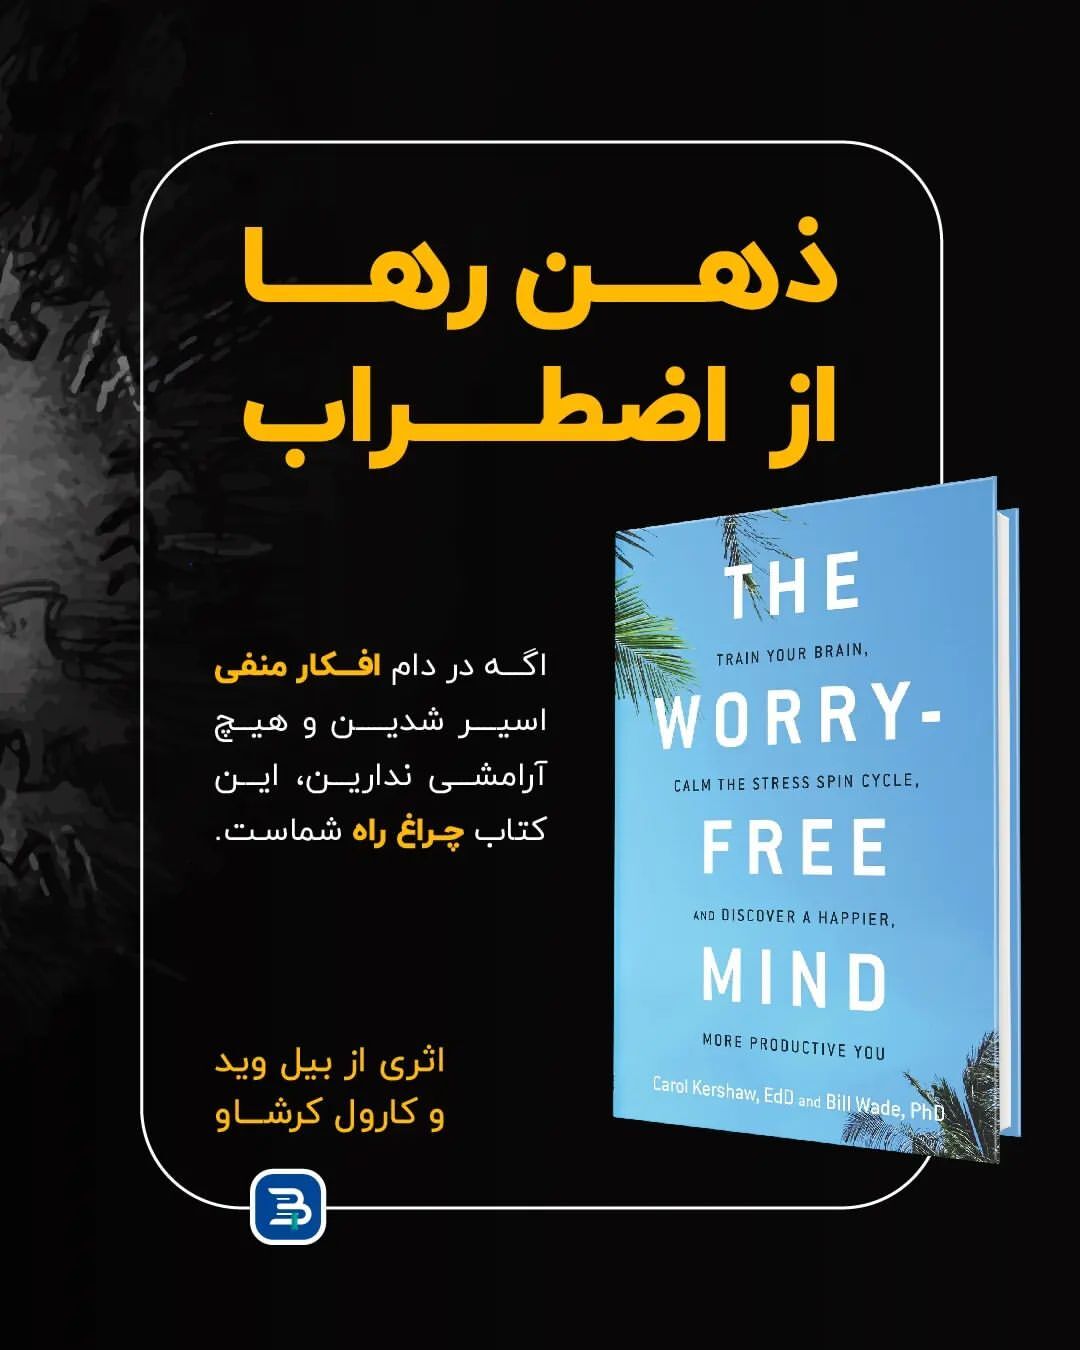 ذهن رها
از اضطراب
اگه در دام افکار منفی
اسیر شدین و هیچ
آرامشی ندارین، این
کتاب چراغ راه شماست.
THE
TRAIN YOUR BRAIN,
WORRY-
CALM THE STRESS SPIN CYCLE,
FREE
AND DISCOVER A HAPPIER,
MIND
MORE PRODUCTIVE YOU
Carol Kershaw, EdD and Bill Wade, PhD
اثری از بیل وید
و کارول کرشاو